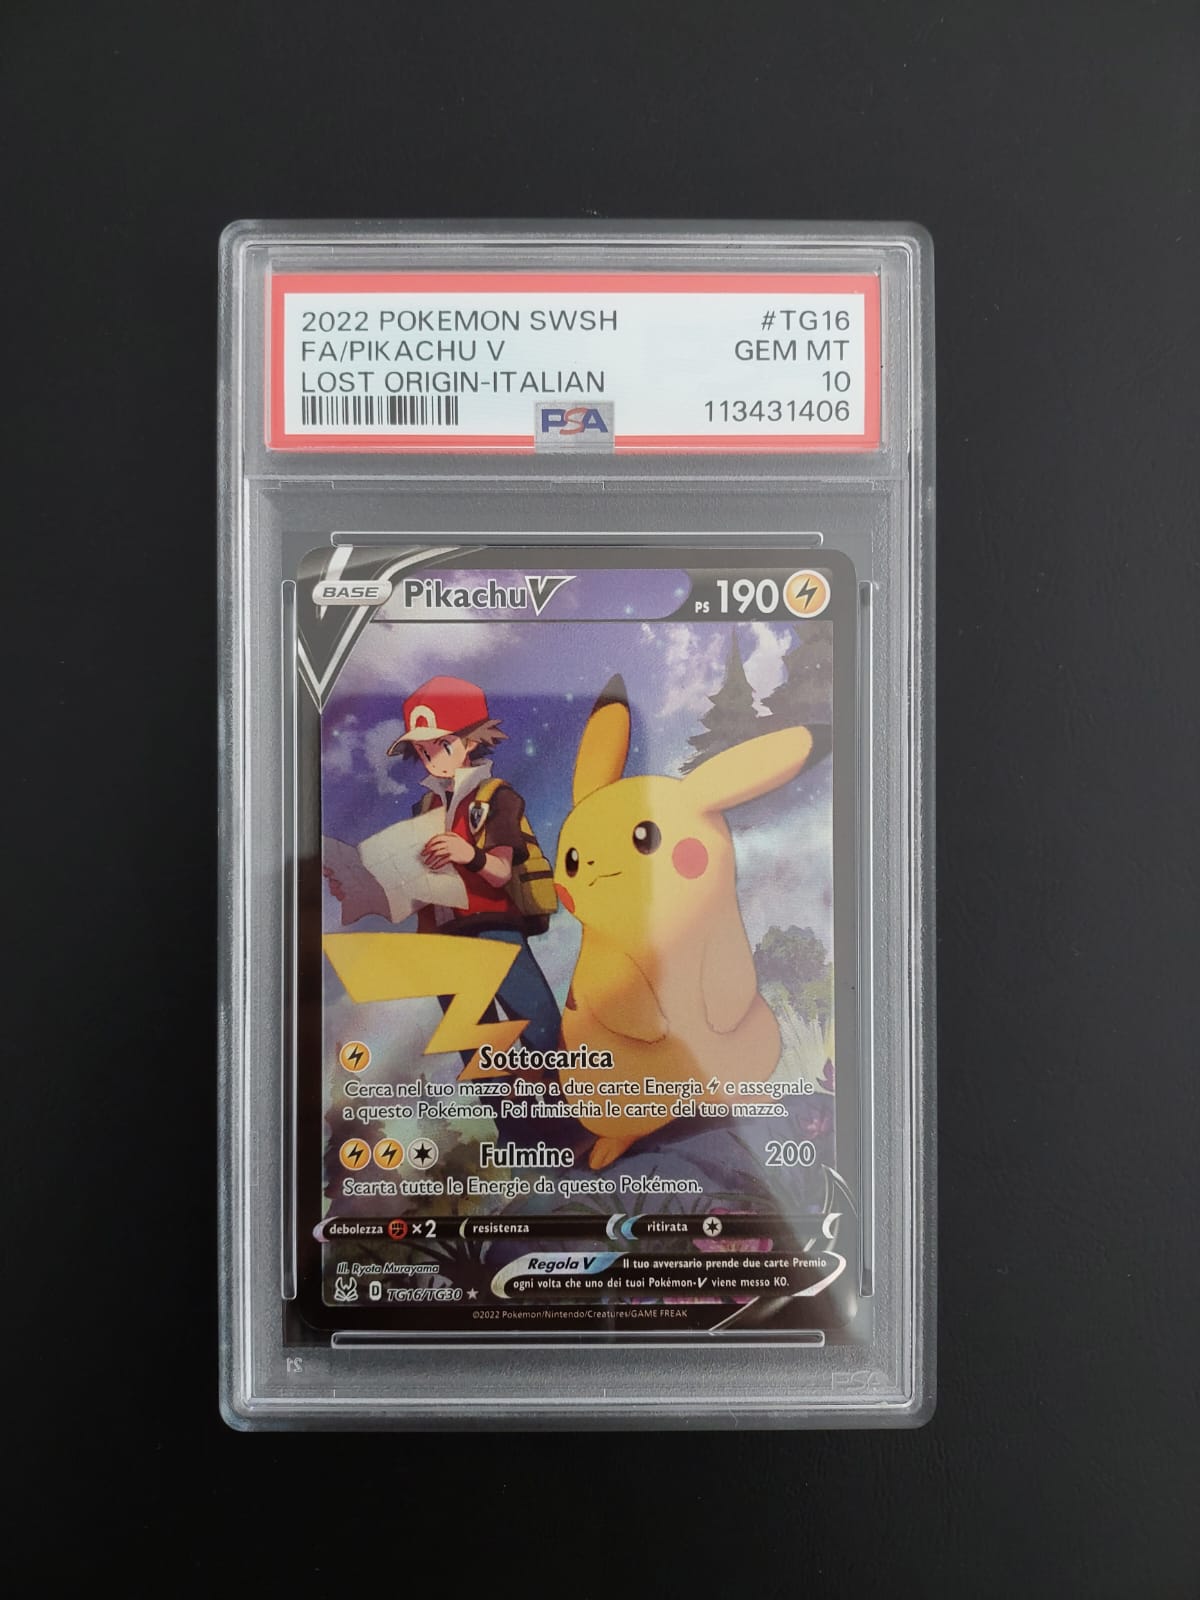 2022 POKEMON SWSH #TG16
FA/PIKACHU V GEM MT
LOST ORIGIN-ITALIAN 10
PSA 113431406
BASE Pikachu V PS 190
Sottocarica
Cerca nel tuo mazzo fino a due carte Energia e assegnale
a questo Pokémon. Poi rimischia le carte del tuo mazzo.
Fulmine 200
Scarta tutte le Energie da questo Pokémon.
debolezza ×2 resistenza ritirata
Regola V Il tuo avversario prende due carte Premio
ogni volta che uno dei tuoi Pokémon-V viene messo KO.
Ill. Ryota Murayama
D TG16/TG30
©2022 Pokémon/Nintendo/Creatures/GAME FREAK
21 PSA